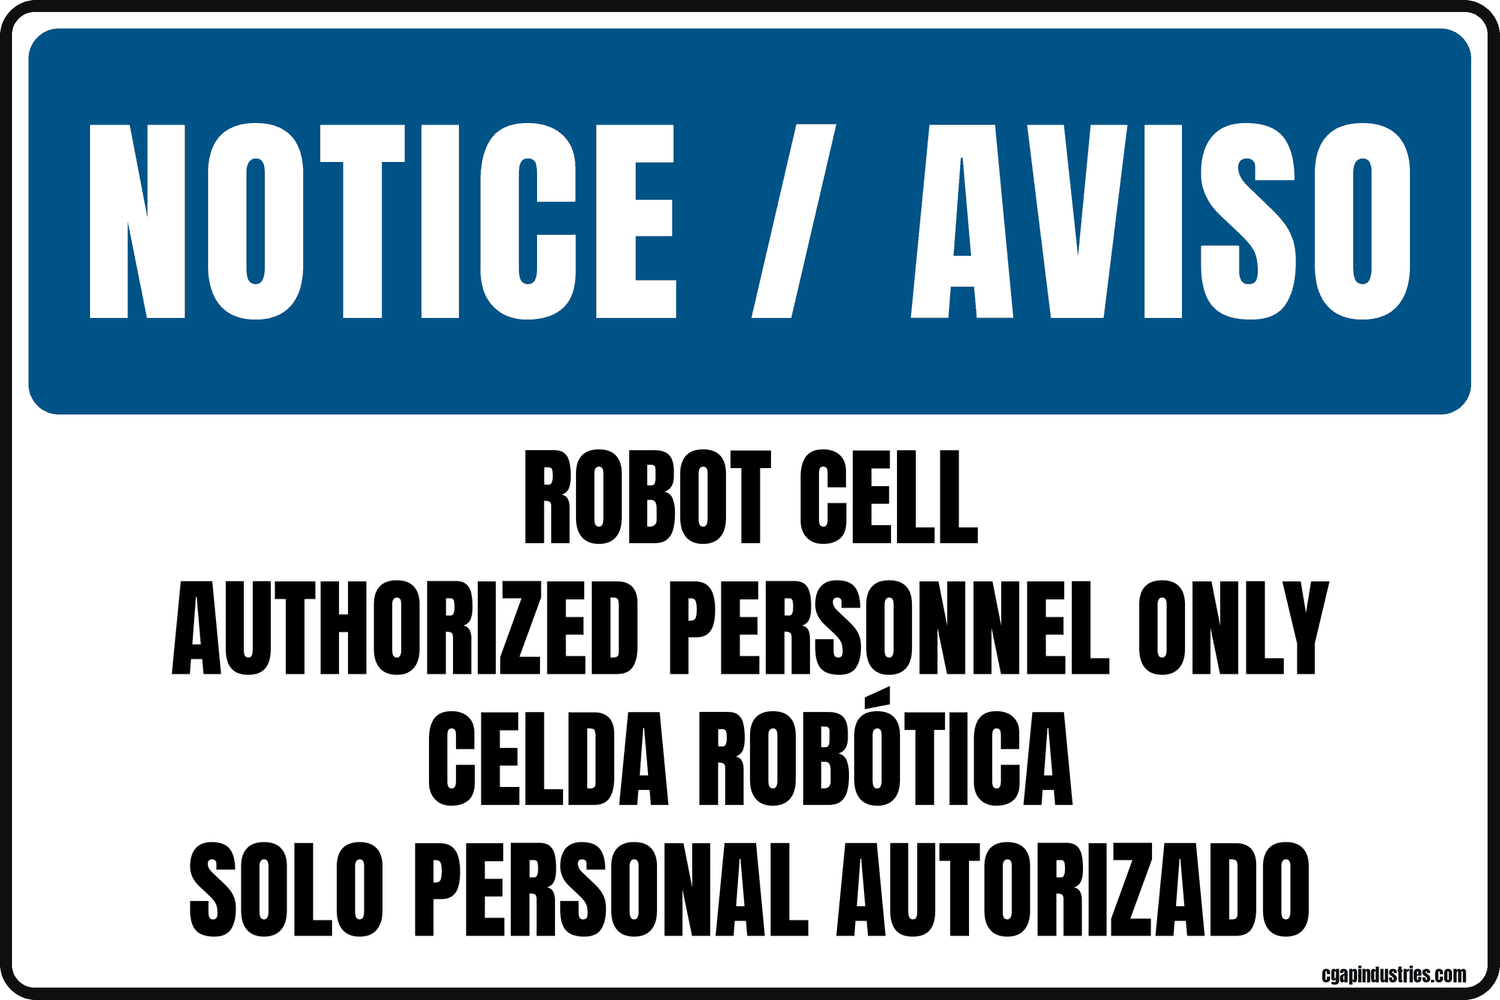 NOTICE / AVISO
ROBOT CELL
AUTHORIZED PERSONNEL ONLY
CELDA ROBÓTICA
SOLO PERSONAL AUTORIZADO
cgapindustries.com